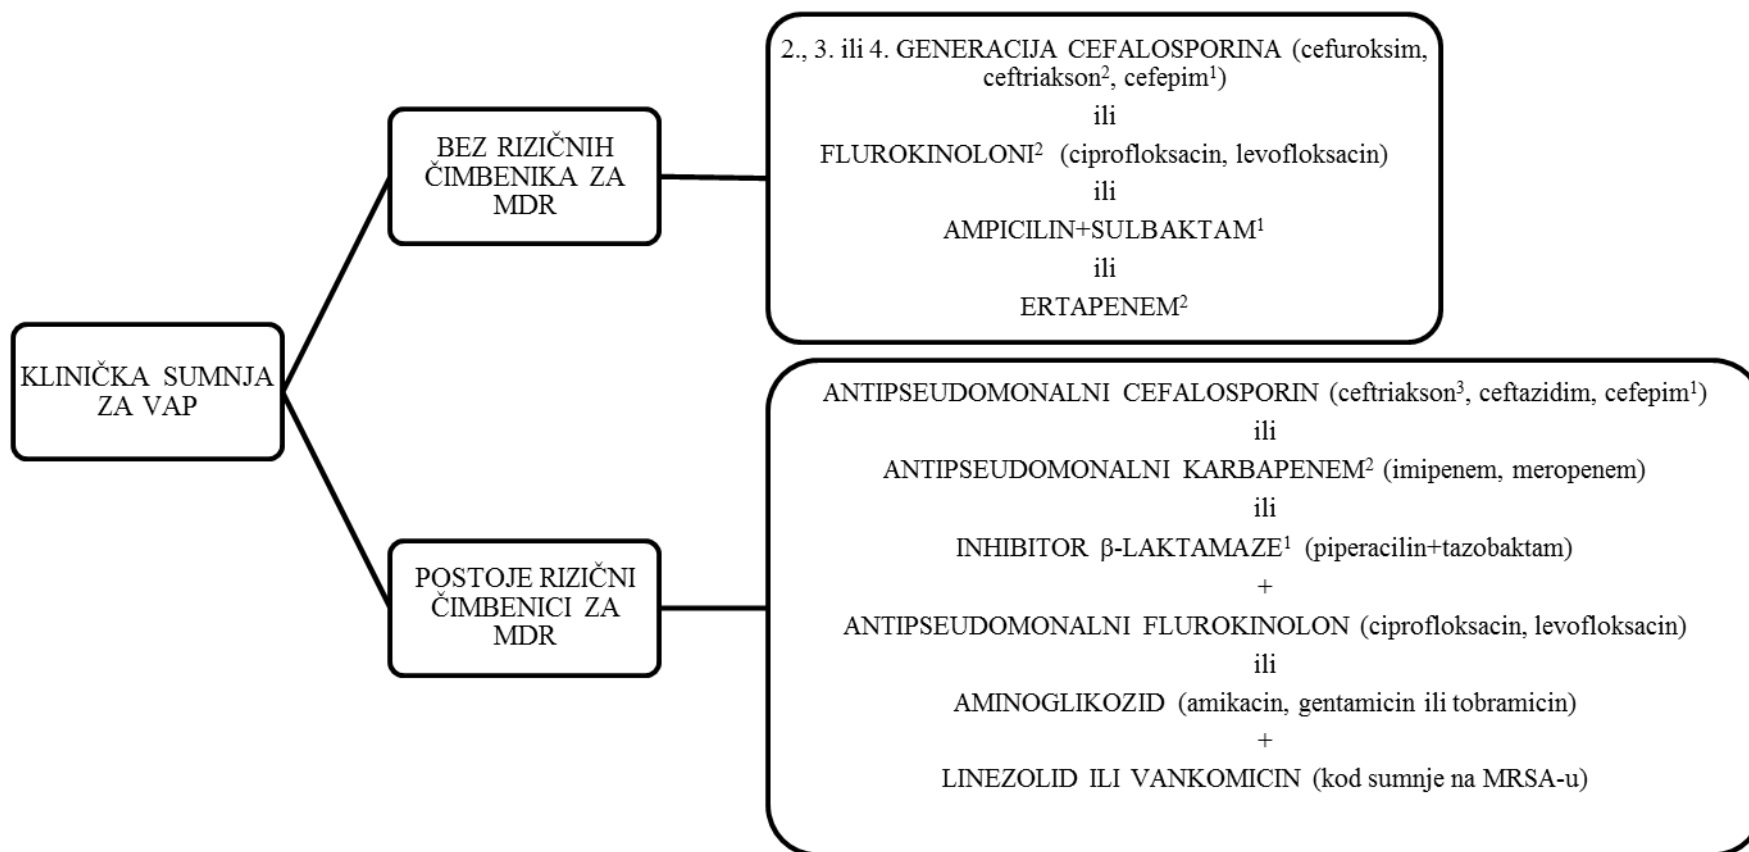 KLINIČKA SUMNJA
ZA VAP
BEZ RIZIČNIH
ČIMBENIKA ZA
MDR
2., 3. ili 4. GENERACIJA CEFALOSPORINA (cefuroksim,
ceftriakson², cefepim¹)
ili
FLUROKINOLONI² (ciprofloksacin, levofloksacin)
ili
AMPICILIN+SULBAKTAM¹
ili
ERTAPENEM²
POSTOJE RIZIČNI
ČIMBENICI ZA
MDR
ANTIPSEUDOMONALNI CEFALOSPORIN (ceftriakson³, ceftazidim, cefepim¹)
ili
ANTIPSEUDOMONALNI KARBAPENEM² (imipenem, meropenem)
ili
INHIBITOR β-LAKTAMAZE¹ (piperacilin+tazobaktam)
+
ANTIPSEUDOMONALNI FLUROKINOLON (ciprofloksacin, levofloksacin)
ili
AMINOGLIKOZID (amikacin, gentamicin ili tobramicin)
+
LINEZOLID ILI VANKOMICIN (kod sumnje na MRSA-u)